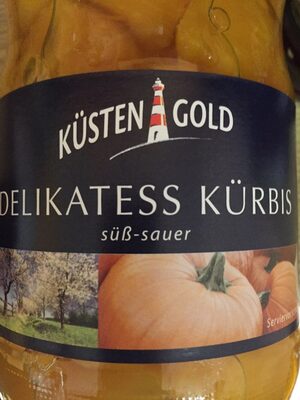 KÜSTEN GOLD
DELIKATESS KÜRBIS
süß-sauer